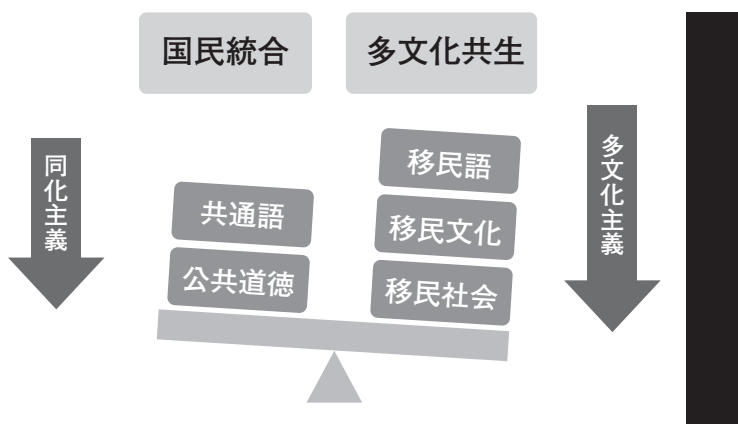 国民統合
多文化共生
同化主義
共通語
公共道徳
移民語
移民文化
移民社会
多文化主義